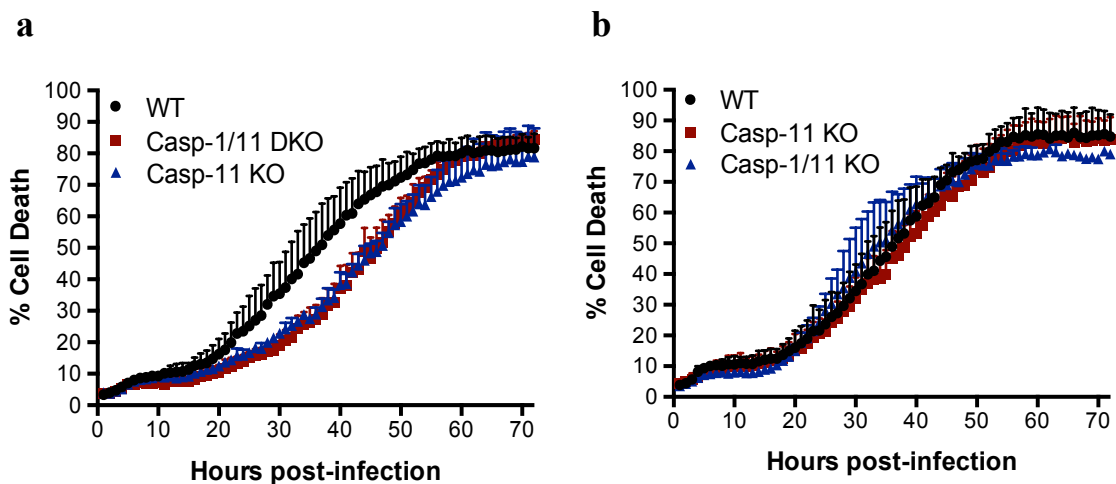 a
100
90
80
70
60
50
40
30
20
10
0
% Cell Death
WT
Casp-1/11 DKO
Casp-11 KO
0 10 20 30 40 50 60 70
Hours post-infection
b
100
90
80
70
60
50
40
30
20
10
0
% Cell Death
WT
Casp-11 KO
Casp-1/11 KO
0 10 20 30 40 50 60 70
Hours post-infection